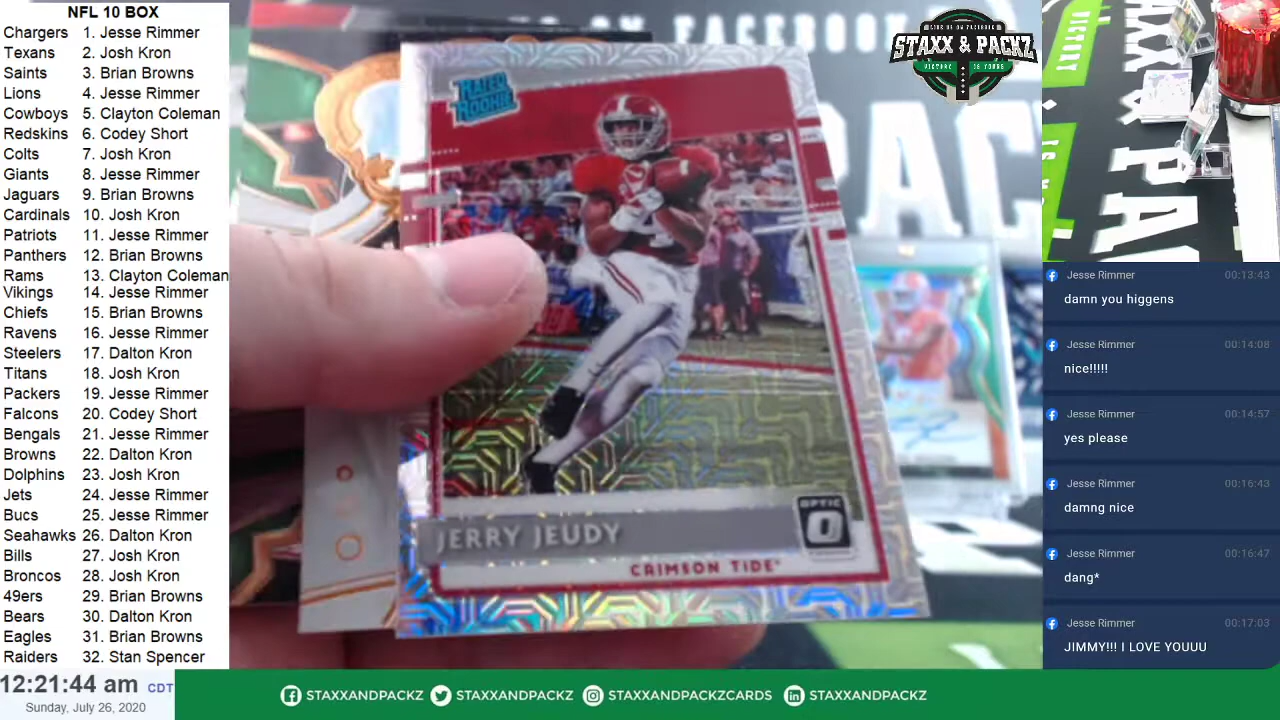 NFL 10 BOX
Chargers 1. Jesse Rimmer
Texans 2. Josh Kron
Saints 3. Brian Browns
Lions 4. Jesse Rimmer
Cowboys 5. Clayton Coleman
Redskins 6. Codey Short
Colts 7. Josh Kron
Giants 8. Jesse Rimmer
Jaguars 9. Brian Browns
Cardinals 10. Josh Kron
Patriots 11. Jesse Rimmer
Panthers 12. Brian Browns
Rams 13. Clayton Coleman
Vikings 14. Jesse Rimmer
Chiefs 15. Brian Browns
Ravens 16. Jesse Rimmer
Steelers 17. Dalton Kron
Titans 18. Josh Kron
Packers 19. Jesse Rimmer
Falcons 20. Codey Short
Bengals 21. Jesse Rimmer
Browns 22. Dalton Kron
Dolphins 23. Josh Kron
Jets 24. Jesse Rimmer
Bucs 25. Jesse Rimmer
Seahawks 26. Dalton Kron
Bills 27. Josh Kron
Broncos 28. Josh Kron
49ers 29. Brian Browns
Bears 30. Dalton Kron
Eagles 31. Brian Browns
Raiders 32. Stan Spencer
12:21:44 am CDT
Sunday, July 26, 2020
FACEBOOK
RATED
ROOKIE
JERRY JEUDY
OPTIC
CRIMSON TIDE
STAXX & PACKZ
VICTORY IS YOURS
VICTORY
STAXX
PAC
Jesse Rimmer 00:13:43
damn you higgens
Jesse Rimmer 00:14:08
nice!!!!!
Jesse Rimmer 00:14:57
yes please
Jesse Rimmer 00:16:43
damng nice
Jesse Rimmer 00:16:47
dang*
Jesse Rimmer 00:17:03
JIMMY!!! I LOVE YOUUU
STAXXANDPACKZ STAXXANDPACKZ STAXXANDPACKZCARDS STAXXANDPACKZ